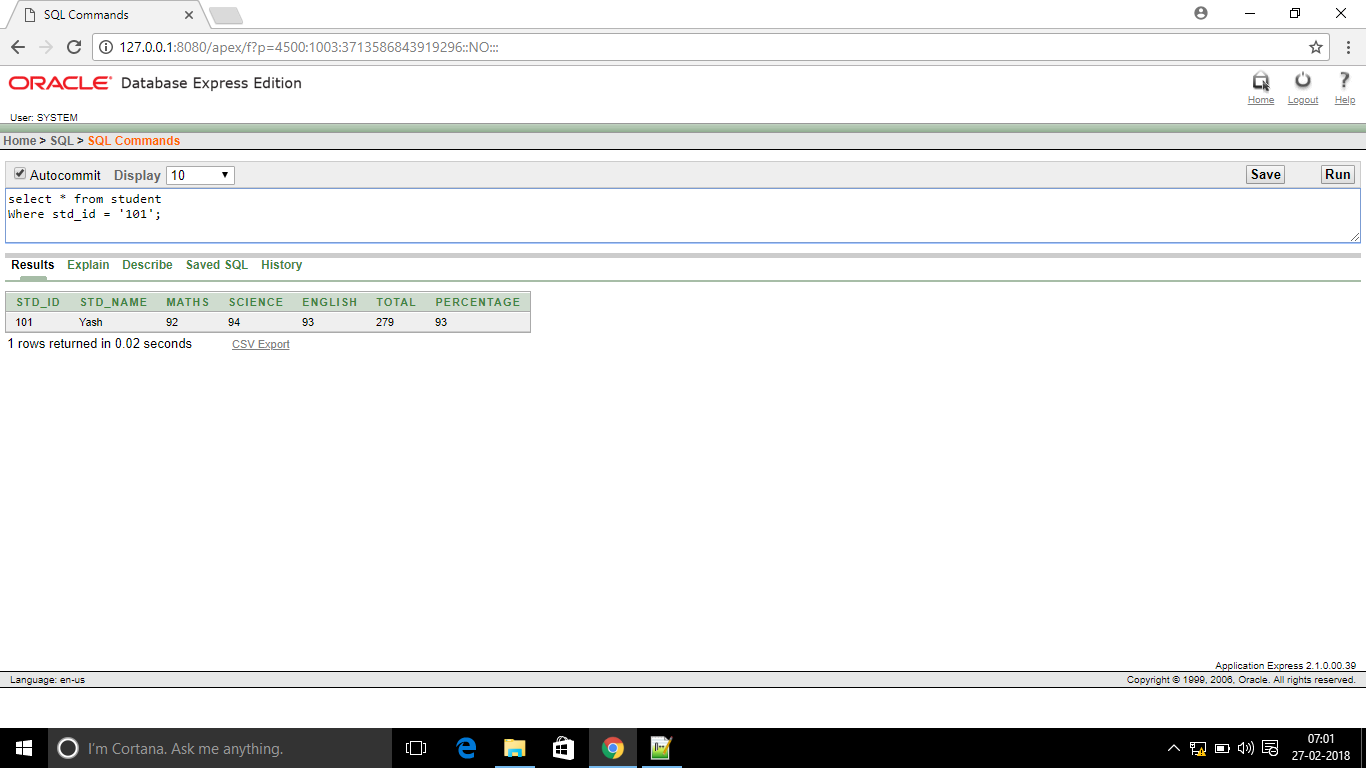 SQL Commands
127.0.0.1:8080/apex/f?p=4500:1003:3713586843919296::NO:::
ORACLE Database Express Edition
Home Logout Help
User: SYSTEM
Home > SQL > SQL Commands
Autocommit Display 10 Save Run
select * from student
Where std_id = '101';
Results Explain Describe Saved SQL History
STD_ID STD_NAME MATHS SCIENCE ENGLISH TOTAL PERCENTAGE
101 Yash 92 94 93 279 93
1 rows returned in 0.02 seconds CSV Export
Application Express 2.1.0.00.39
Language: en-us Copyright © 1999, 2006, Oracle. All rights reserved.
I'm Cortana. Ask me anything.
07:01
27-02-2018